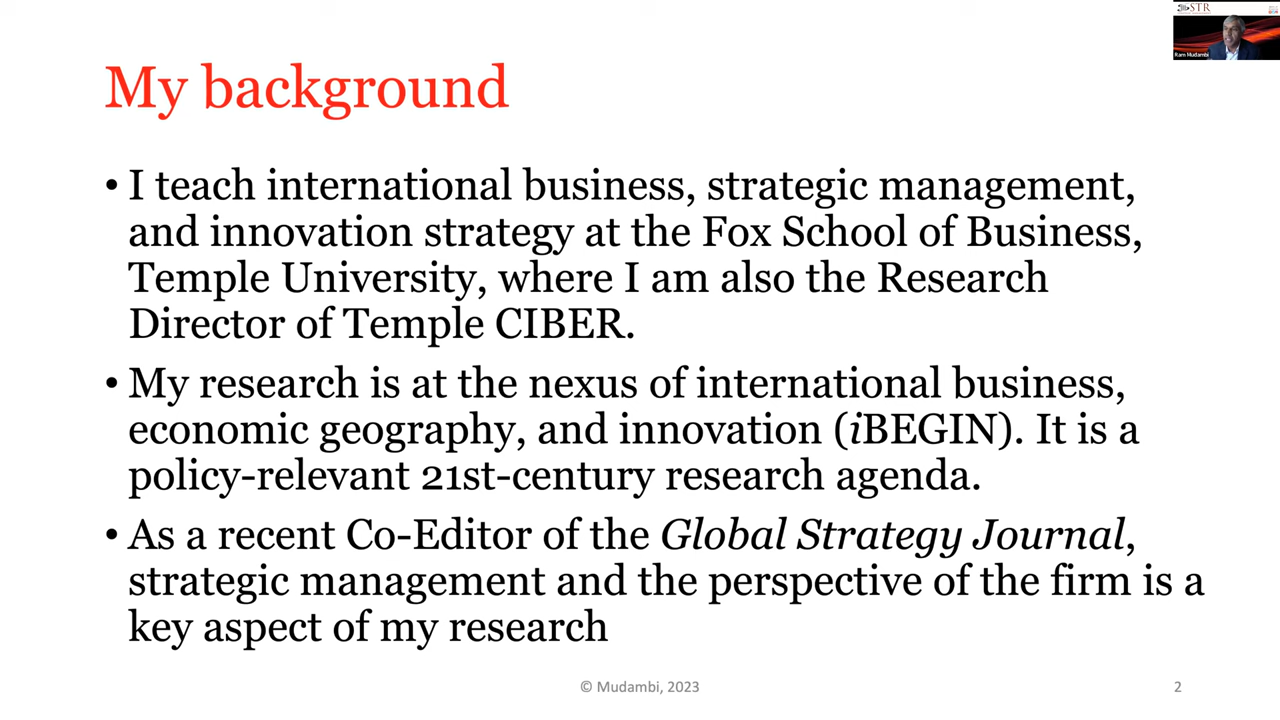 STR
Ram Mudambi
My background
• I teach international business, strategic management,
and innovation strategy at the Fox School of Business,
Temple University, where I am also the Research
Director of Temple CIBER.
• My research is at the nexus of international business,
economic geography, and innovation (iBEGIN). It is a
policy-relevant 21st-century research agenda.
• As a recent Co-Editor of the Global Strategy Journal,
strategic management and the perspective of the firm is a
key aspect of my research
© Mudambi, 2023
2